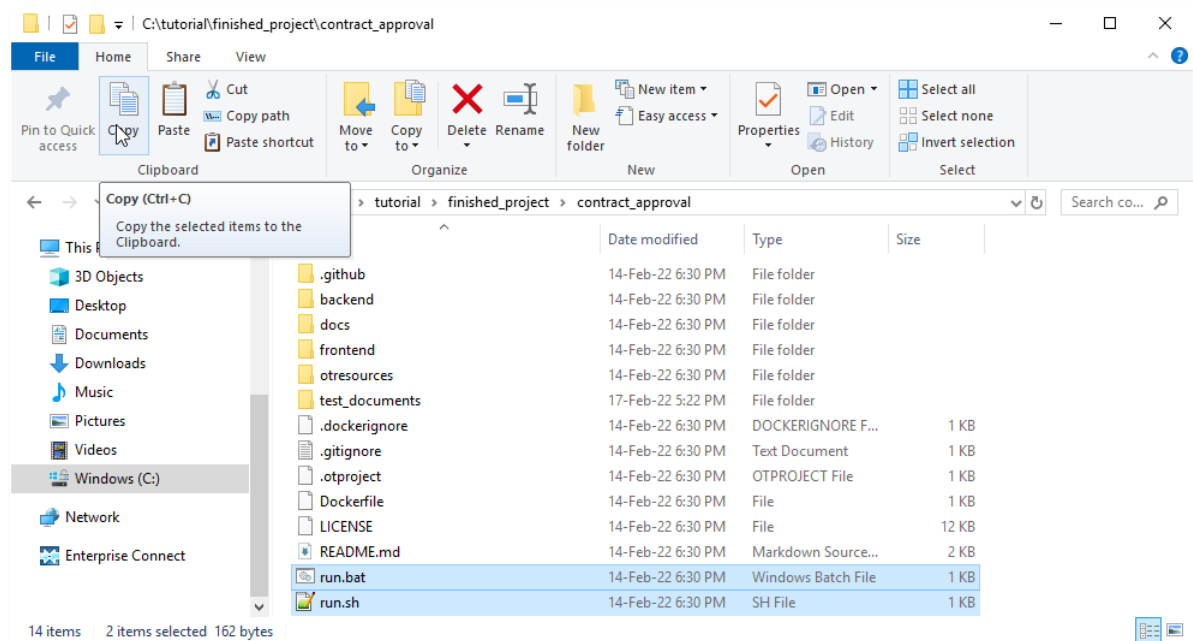 C:\tutorial\finished_project\contract_approval
File Home Share View
Pin to Quick access
Copy
Paste
Cut
Copy path
Paste shortcut
Clipboard
Move to
Copy to
Delete
Rename
Organize
New folder
New item
Easy access
New
Properties
Open
Edit
History
Open
Select all
Select none
Invert selection
Select
Copy (Ctrl+C)
Copy the selected items to the
Clipboard.
tutorial > finished_project > contract_approval
Search co...
Date modified Type Size
This
3D Objects
Desktop
Documents
Downloads
Music
Pictures
Videos
Windows (C:)
Network
Enterprise Connect
.github 14-Feb-22 6:30 PM File folder
backend 14-Feb-22 6:30 PM File folder
docs 14-Feb-22 6:30 PM File folder
frontend 14-Feb-22 6:30 PM File folder
otresources 14-Feb-22 6:30 PM File folder
test_documents 17-Feb-22 5:22 PM File folder
.dockerignore 14-Feb-22 6:30 PM DOCKERIGNORE F... 1 KB
.gitignore 14-Feb-22 6:30 PM Text Document 1 KB
.otproject 14-Feb-22 6:30 PM OTPROJECT File 1 KB
Dockerfile 14-Feb-22 6:30 PM File 1 KB
LICENSE 14-Feb-22 6:30 PM File 12 KB
README.md 14-Feb-22 6:30 PM Markdown Source... 2 KB
run.bat 14-Feb-22 6:30 PM Windows Batch File 1 KB
run.sh 14-Feb-22 6:30 PM SH File 1 KB
14 items 2 items selected 162 bytes